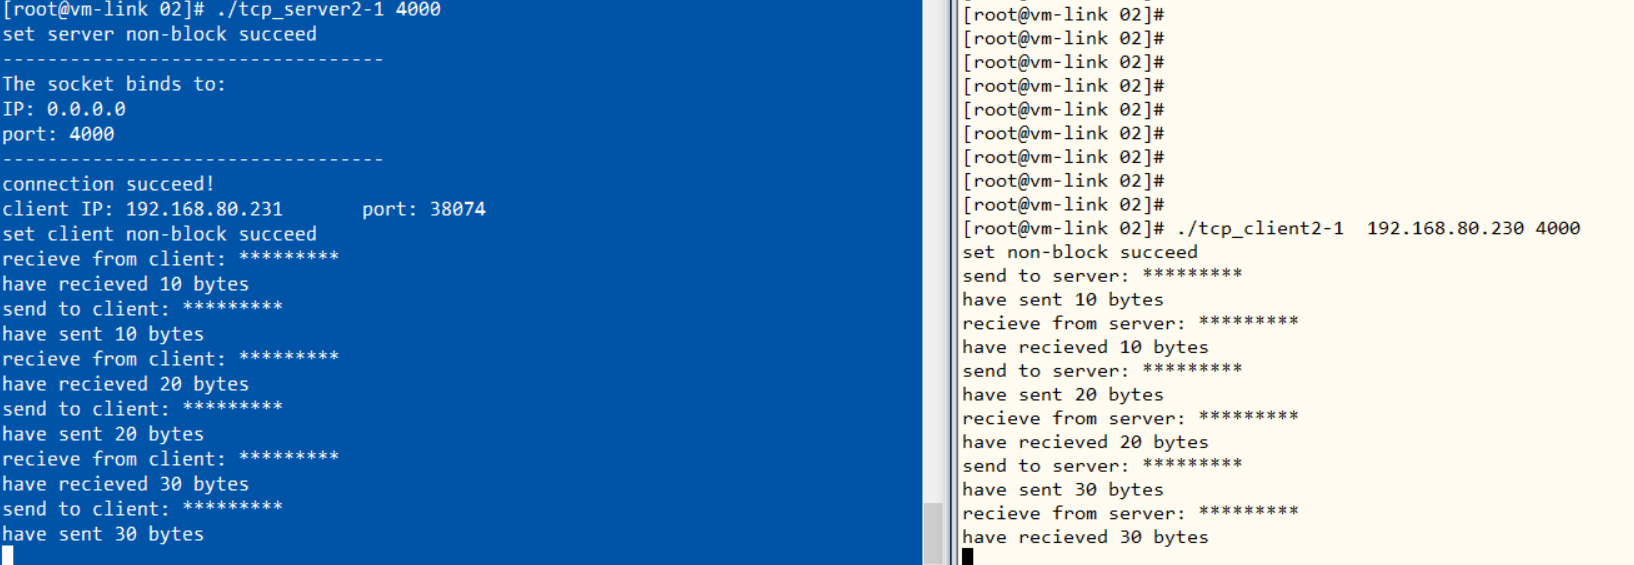 [root@vm-link 02]# ./tcp_server2-1 4000
set server non-block succeed
----------------------------------
The socket binds to:
IP: 0.0.0.0
port: 4000
----------------------------------
connection succeed!
client IP: 192.168.80.231       port: 38074
set client non-block succeed
recieve from client: *********
have recieved 10 bytes
send to client: *********
have sent 10 bytes
recieve from client: *********
have recieved 20 bytes
send to client: *********
have sent 20 bytes
recieve from client: *********
have recieved 30 bytes
send to client: *********
have sent 30 bytes
[root@vm-link 02]#
[root@vm-link 02]#
[root@vm-link 02]#
[root@vm-link 02]#
[root@vm-link 02]#
[root@vm-link 02]#
[root@vm-link 02]#
[root@vm-link 02]#
[root@vm-link 02]#
[root@vm-link 02]# ./tcp_client2-1  192.168.80.230 4000
set non-block succeed
send to server: *********
have sent 10 bytes
recieve from server: *********
have recieved 10 bytes
send to server: *********
have sent 20 bytes
recieve from server: *********
have recieved 20 bytes
send to server: *********
have sent 30 bytes
recieve from server: *********
have recieved 30 bytes